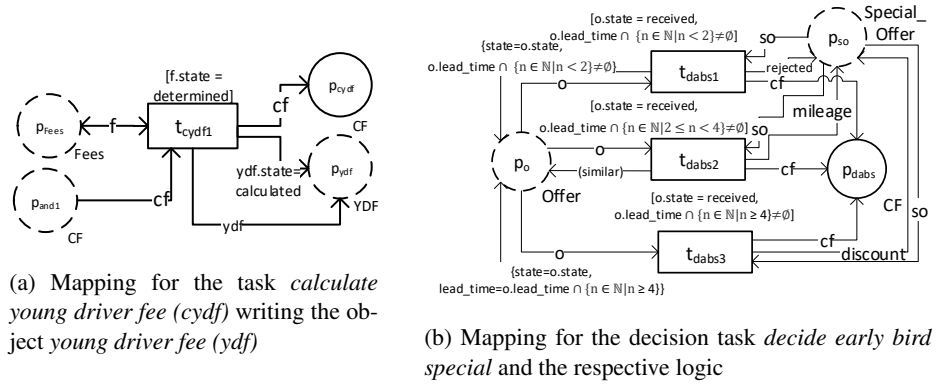 [f.state =
determined]
p_cydf
cf
CF
t_cydf1
p_Fees
f
Fees
ydf.state=
calculated
p_ydf
YDF
p_and1
cf
CF
ydf
(a) Mapping for the task calculate
young driver fee (cydf) writing the ob-
ject young driver fee (ydf)
[o.state = received,
o.lead_time ∩ {n ∈ ℕ|n < 2}≠∅]
Special_
Offer
so
p_so
{state=o.state,
o.lead_time ∩ {n ∈ ℕ|n < 2}≠∅}
t_dabs1
rejected
cf
o
mileage
[o.state = received,
o.lead_time ∩ {n ∈ ℕ|2 ≤ n < 4}≠∅]
so
p_o
o
t_dabs2
(similar)
cf
p_dabs
Offer
CF
so
[o.state = received,
o.lead_time ∩ {n ∈ ℕ|n ≥ 4}≠∅]
o
t_dabs3
cf
discount
{state=o.state,
lead_time=o.lead_time ∩ {n ∈ ℕ|n ≥ 4}}
(b) Mapping for the decision task decide early bird
special and the respective logic